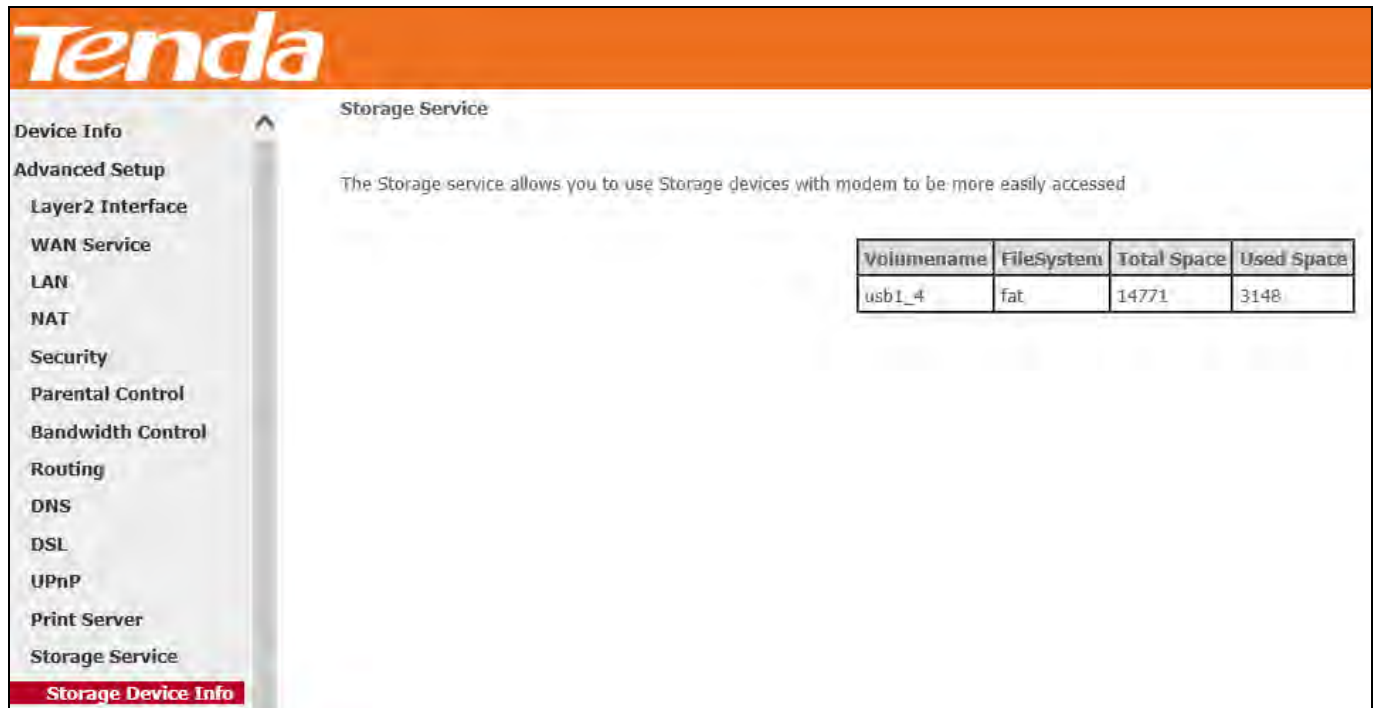 Tenda
Device Info
Advanced Setup
Layer2 Interface
WAN Service
LAN
NAT
Security
Parental Control
Bandwidth Control
Routing
DNS
DSL
UPnP
Print Server
Storage Service
Storage Device Info
Storage Service
The Storage service allows you to use Storage devices with modem to be more easily accessed
Volumename FileSystem Total Space Used Space
usb1_4 fat 14771 3148